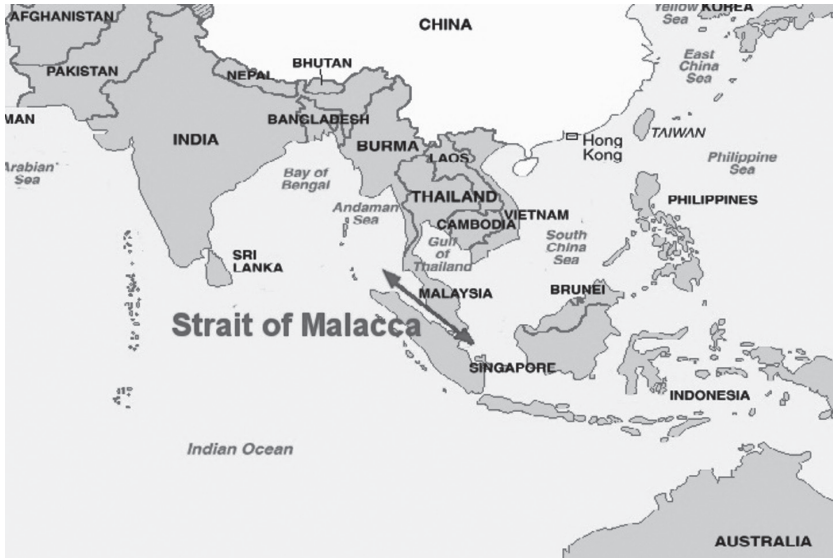 AFGHANISTAN
Yellow KOREA
Sea
CHINA
East
China
Sea
BHUTAN
PAKISTAN
NEPAL
MAN
BANGLADESH
INDIA
BURMA
Hong
Kong
TAIWAN
LAOS
Arabian
Sea
Bay of
Bengal
Philippine
Sea
THAILAND
PHILIPPINES
Andaman
Sea
VIETNAM
CAMBODIA
Gulf
of
Thailand
South
China
Sea
SRI
LANKA
MALAYSIA
BRUNEI
Strait of Malacca
SINGAPORE
INDONESIA
Indian Ocean
AUSTRALIA